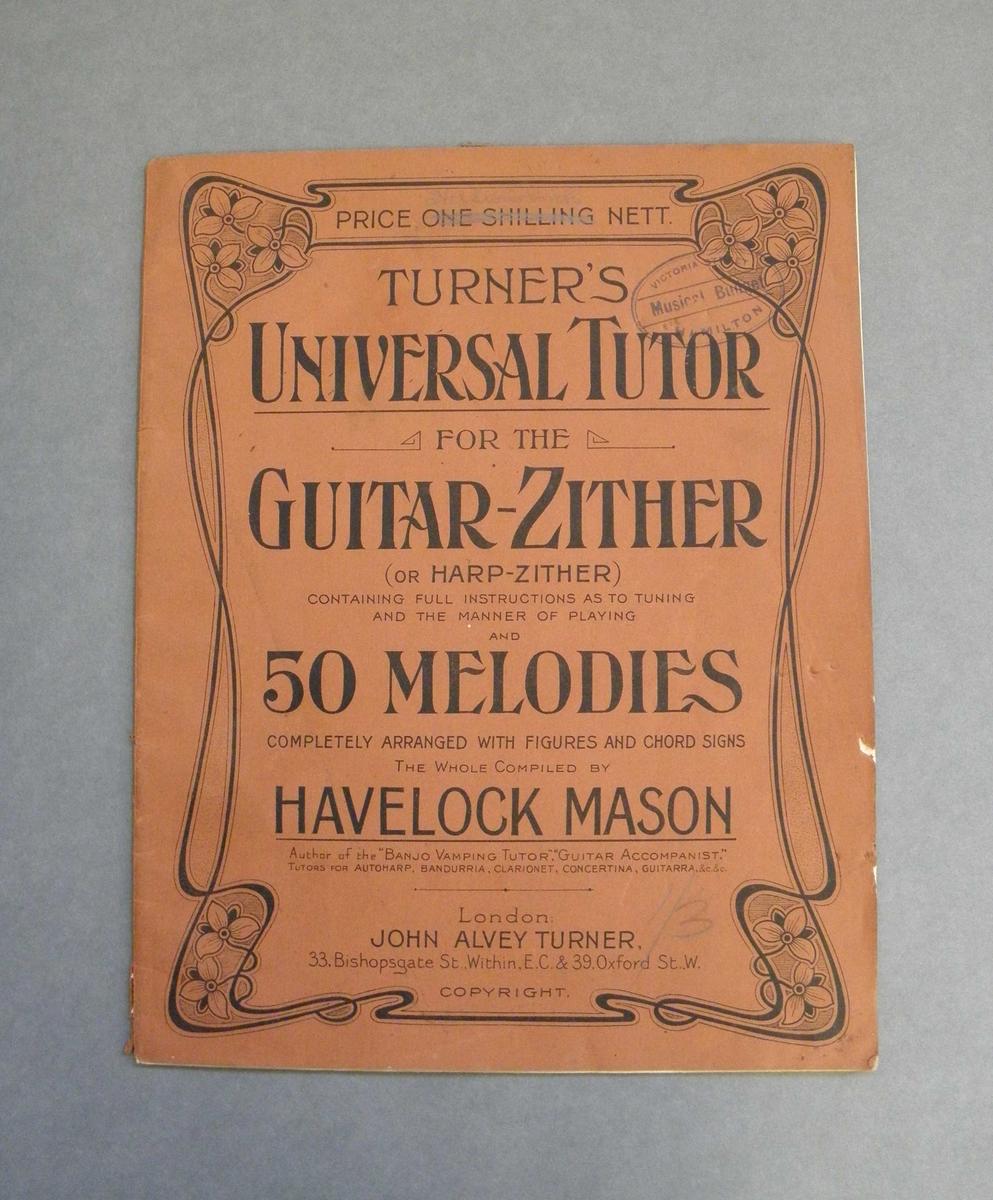 PRICE ONE SHILLING NETT.
VICTORIA
Musical
HAMILTON
TURNER'S
UNIVERSAL TUTOR
FOR THE
GUITAR-ZITHER
(OR HARP-ZITHER)
CONTAINING FULL INSTRUCTIONS AS TO TUNING
AND THE MANNER OF PLAYING
AND
50 MELODIES
COMPLETELY ARRANGED WITH FIGURES AND CHORD SIGNS
THE WHOLE COMPILED BY
HAVELOCK MASON
Author of the "BANJO VAMPING TUTOR", "GUITAR ACCOMPANIST."
TUTORS FOR AUTOHARP, BANDURRIA, CLARIONET, CONCERTINA, GUITARRA, &c.&c.
1/3
London:
JOHN ALVEY TURNER,
33, Bishopsgate St. Within, E.C. & 39, Oxford St., W.
COPYRIGHT.